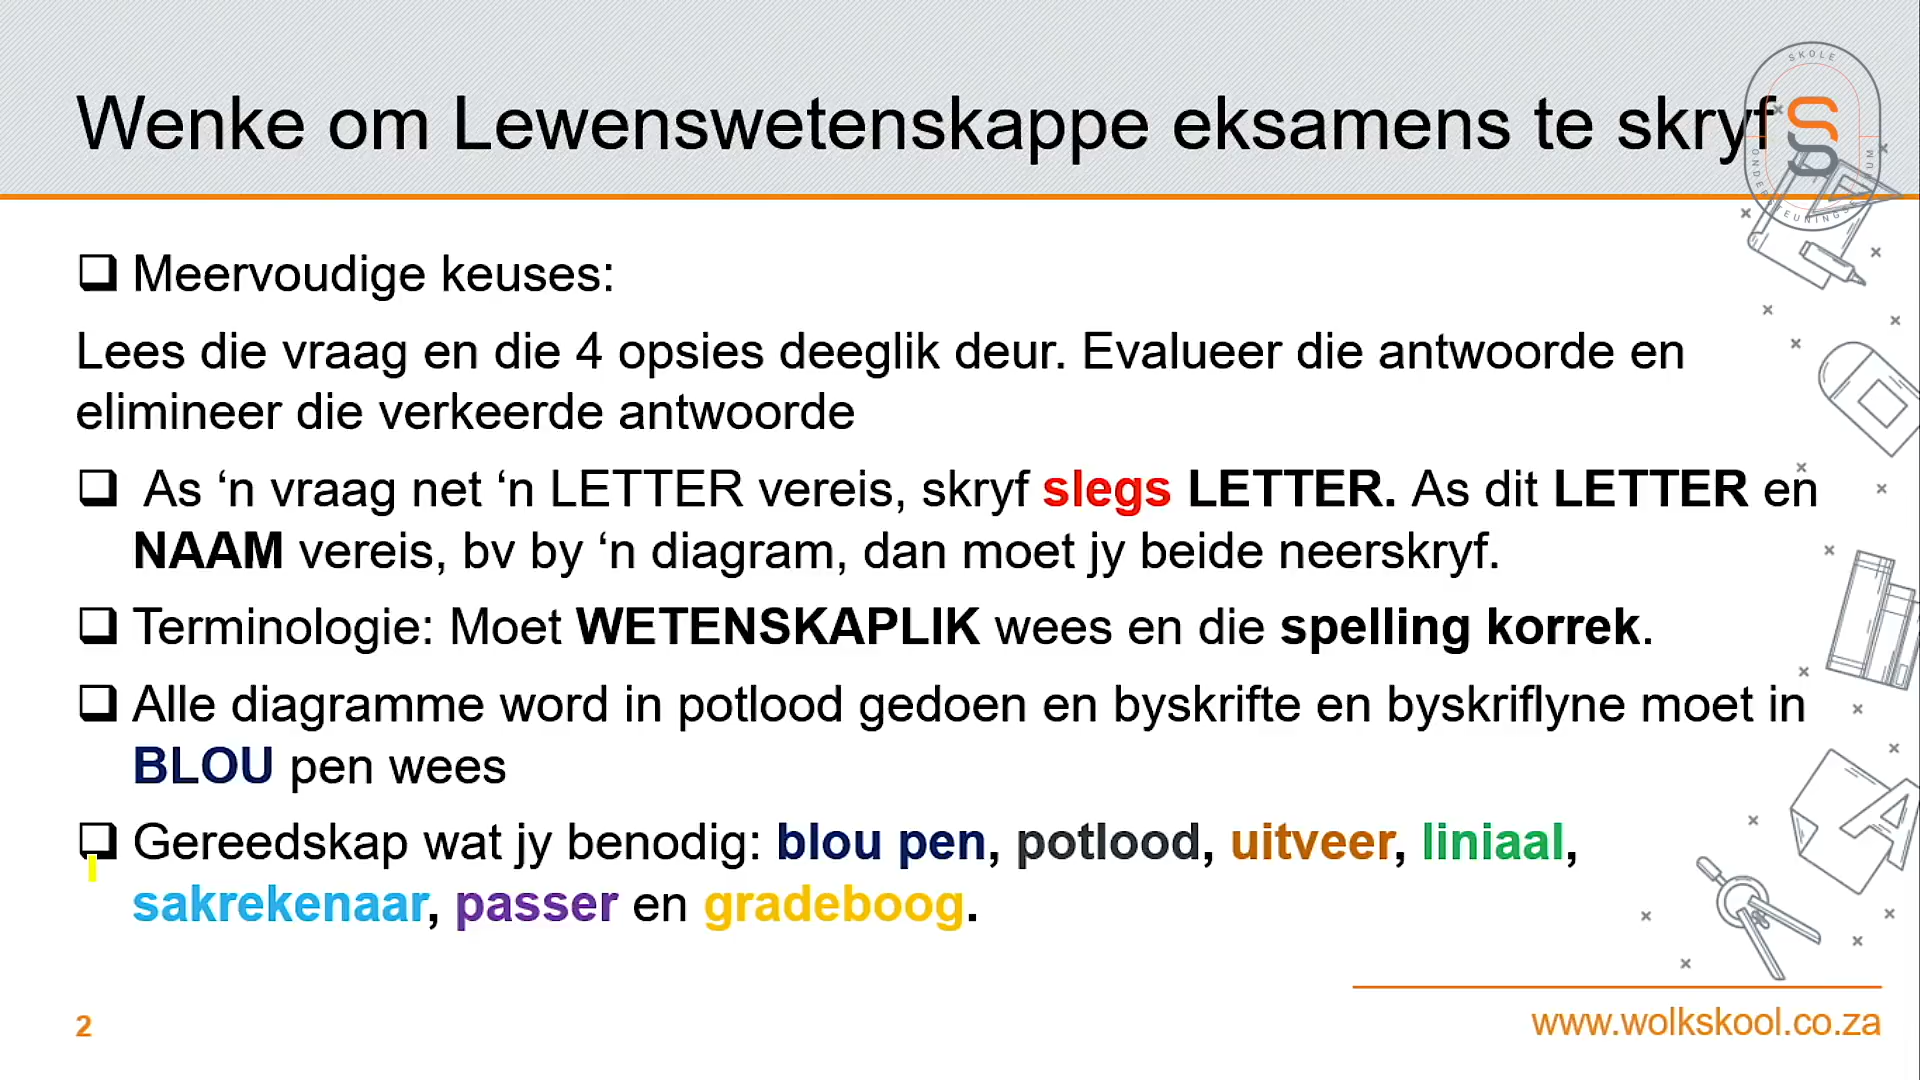 Wenke om Lewenswetenskappe eksamens te skryf
SKOLE
ONDERSTEUNINGSENTRUM
Meervoudige keuses:
Lees die vraag en die 4 opsies deeglik deur. Evalueer die antwoorde en
elimineer die verkeerde antwoorde
As ‘n vraag net ‘n LETTER vereis, skryf slegs LETTER. As dit LETTER en
NAAM vereis, bv by ‘n diagram, dan moet jy beide neerskryf.
Terminologie: Moet WETENSKAPLIK wees en die spelling korrek.
Alle diagramme word in potlood gedoen en byskrifte en byskriflyne moet in
BLOU pen wees
Gereedskap wat jy benodig: blou pen, potlood, uitveer, liniaal,
sakrekenaar, passer en gradeboog.
2
www.wolkskool.co.za